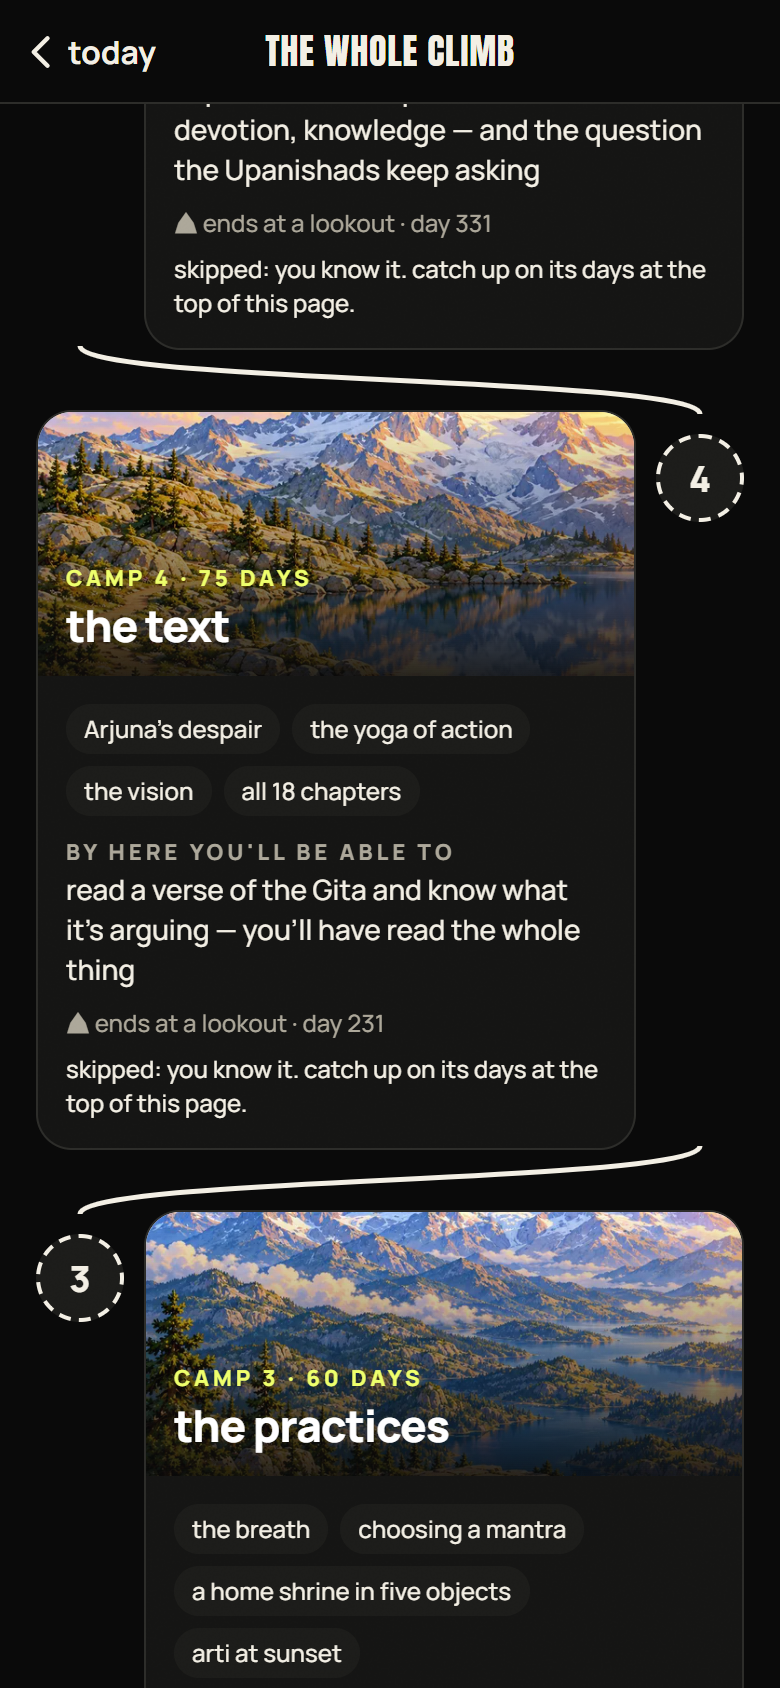 today
THE WHOLE CLIMB
devotion, knowledge — and the question
the Upanishads keep asking
ends at a lookout · day 331
skipped: you know it. catch up on its days at the
top of this page.
4
CAMP 4 · 75 DAYS
the text
Arjuna’s despair
the yoga of action
the vision
all 18 chapters
BY HERE YOU'LL BE ABLE TO
read a verse of the Gita and know what
it’s arguing — you’ll have read the whole
thing
ends at a lookout · day 231
skipped: you know it. catch up on its days at the
top of this page.
3
CAMP 3 · 60 DAYS
the practices
the breath
choosing a mantra
a home shrine in five objects
arti at sunset